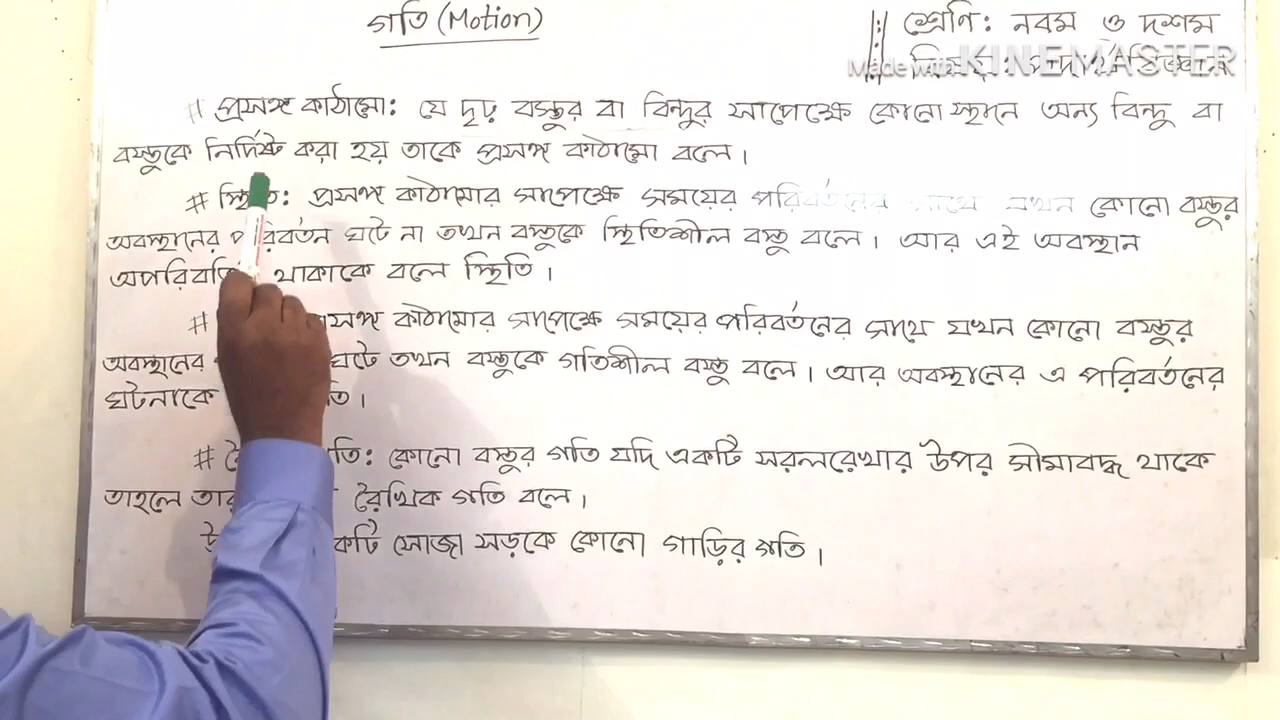 গতি (Motion)
শ্রেণি: নবম ও দশম
Made with KINEMASTER
# প্রসঙ্গ কাঠামো: যে দৃঢ় বস্তুর বা বিন্দুর সাপেক্ষে কোনো স্থানে অন্য বিন্দু বা
বস্তুকে নির্দিষ্ট করা হয় তাকে প্রসঙ্গ কাঠামো বলে।
# প্রসঙ্গ কাঠামোর সাপেক্ষে সময়ের পরিবর্তনের সাথে যখন কোনো বস্তুর
অবস্থানের পরিবর্তন ঘটে না তখন বস্তুকে স্থিতিশীল বস্তু বলে। আর এই অবস্থান
থাকাকে বলে স্থিতি।
# কাঠামোর সাপেক্ষে সময়ের পরিবর্তনের সাথে যখন কোনো বস্তুর
অবস্থানের ঘটে তখন বস্তুকে গতিশীল বস্তু বলে। আর অবস্থানের এ পরিবর্তনের
ঘটনাকে
# কোনো বস্তুর গতি যদি একটি সরলরেখার উপর সীমাবদ্ধ থাকে
তাহলে রৈখিক গতি বলে।
সোজা সড়কে কোনো গাড়ির গতি।